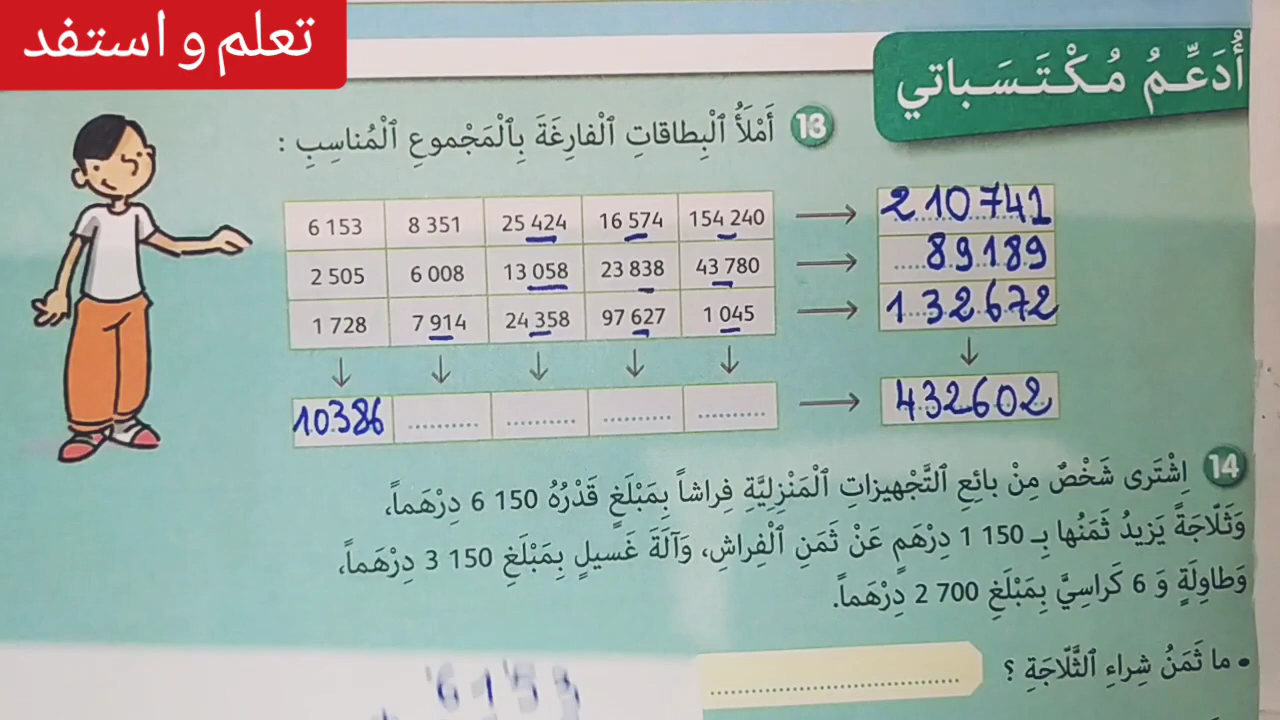 تعلم و استفد
أُدَعِّمُ مُكْتَسَباتي
13 أَمْلَأُ ٱلْبِطاقاتِ ٱلْفارِغَةَ بِٱلْمَجْموعِ ٱلْمُناسِبِ :
6 153 8 351 25 424 16 574 154 240 → 210741
2 505 6 008 13 058 23 838 43 780 → 89189
1 728 7 914 24 358 97 627 1 045 → 132672
10386 ........... ........... ........... ........... → 432602
14 اِشْتَرى شَخْصٌ مِنْ بائِعِ ٱلتَّجْهيزاتِ ٱلْمَنْزِلِيَّةِ فِراشاً بِمَبْلَغٍ قَدْرُهُ 150 6 دِرْهَماً،
وَثَلّاجَةً يَزيدُ ثَمَنُها بِـ 150 1 دِرْهَمٍ عَنْ ثَمَنِ ٱلْفِراشِ، وَآلَةَ غَسيلٍ بِمَبْلَغِ 150 3 دِرْهَماً،
وَطاوِلَةٍ وَ 6 كَراسِيَّ بِمَبْلَغِ 700 2 دِرْهَماً.
• ما ثَمَنُ شِراءِ ٱلثَّلّاجَةِ ؟ ........................................
6153